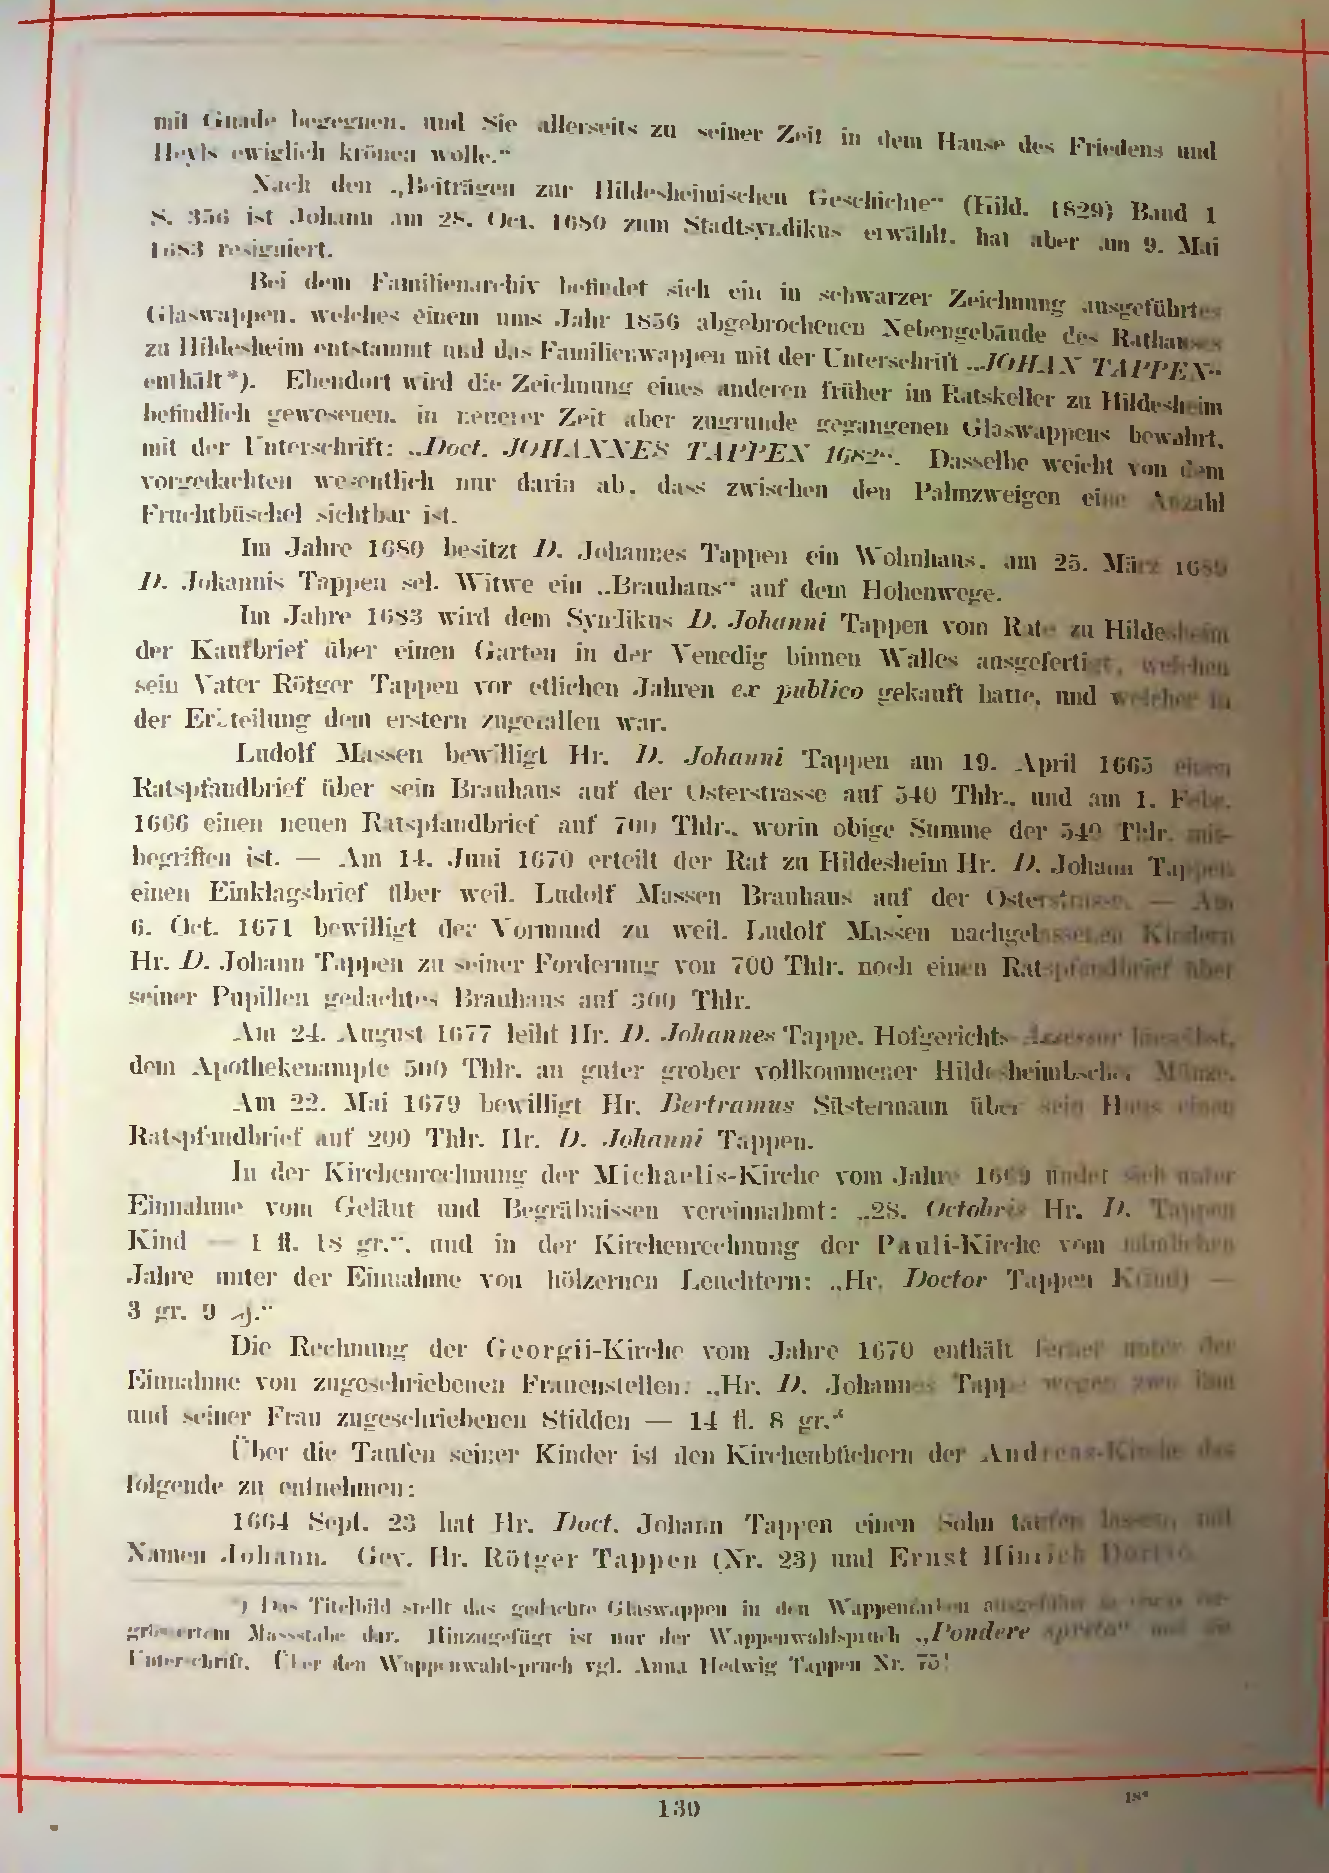 mit Gnade begegnen, und Sie allerseits zu seiner Zeit in dem Hause des Friedens und
Heyls ewiglich krönen wolle.“
Nach den „Beiträgen zur Hildesheimischen Geschichte“ (Hild. 1829) Band 1
S. 356 ist Johann am 28. Oct. 1680 zum Stadtsyndikus erwählt, hat aber am 9. Mai
1683 resigniert.
Bei dem Familienarchiv befindet sich ein in schwarzer Zeichnung ausgeführtes
Glaswappen, welches einem ums Jahr 1856 abgebrochenen Nebengebäude des Rathauses
zu Hildesheim entstammt und das Familienwappen mit der Unterschrift „JOHAN TAPPEN“
enthält*). Ebendort wird die Zeichnung eines anderen früher im Ratskeller zu Hildesheim
befindlich gewesenen, in neuerer Zeit aber zugrunde gegangenen Glaswappens bewahrt,
mit der Unterschrift: „Doct. JOHANNES TAPPEN 1682“. Dasselbe weicht von dem
vorgedachten wesentlich nur darin ab, dass zwischen den Palmzweigen eine Anzahl
Fruchtbüschel sichtbar ist.
Im Jahre 1680 besitzt D. Johannes Tappen ein Wohnhaus, am 25. März 1689
D. Johannis Tappen sel. Witwe ein „Brauhaus“ auf dem Hohenwege.
Im Jahre 1683 wird dem Syndikus D. Johanni Tappen vom Rate zu Hildesheim
der Kaufbrief über einen Garten in der Venedig binnen Walles ausgefertigt, welchen
sein Vater Rötger Tappen vor etlichen Jahren ex publico gekauft hatte, und welcher in
der Erbteilung dem erstern zugefallen war.
Ludolf Massen bewilligt Hr. D. Johanni Tappen am 19. April 1665 einen
Ratspfandbrief über sein Brauhaus auf der Osterstrasse auf 540 Thlr., und am 1. Febr.
1666 einen neuen Ratspfandbrief auf 700 Thlr., worin obige Summe der 540 Thlr. mit-
begriffen ist. — Am 14. Juni 1670 erteilt der Rat zu Hildesheim Hr. D. Johann Tappen
einen Einklagsbrief über weil. Ludolf Massen Brauhaus auf der Osterstrasse. — Am
6. Oct. 1671 bewilligt der Vormund zu weil. Ludolf Massen nachgelassenen Kindern
Hr. D. Johann Tappen zu seiner Forderung von 700 Thlr. noch einen Ratspfandbrief über
seiner Pupillen gedachtes Brauhaus auf 300 Thlr.
Am 24. August 1677 leiht Hr. D. Johannes Tappe, Hofgerichts-Assessor hieselbst,
dem Apothekenampte 500 Thlr. an guter grober vollkommener Hildesheimbscher Münze.
Am 22. Mai 1679 bewilligt Hr. Bertramus Silstermann über sein Haus einen
Ratspfandbrief auf 200 Thlr. Hr. D. Johanni Tappen.
In der Kirchenrechnung der Michaelis-Kirche vom Jahre 1669 findet sich unter
Einnahme vom Geläut und Begräbnissen vereinnahmt: „28. Octobris Hr. D. Tappen
Kind — 1 fl. 18 gr.“, und in der Kirchenrechnung der Pauli-Kirche vom nämlichen
Jahre unter der Einnahme von hölzernen Leuchtern: „Hr. Doctor Tappen K(ind) —
3 gr. 9 ₰.“
Die Rechnung der Georgii-Kirche vom Jahre 1670 enthält ferner unter der
Einnahme von zugeschriebenen Frauenstellen: „Hr. D. Johannes Tappe wegen zwo ihm
und seiner Frau zugeschriebenen Stidden — 14 fl. 8 gr.“
Über die Taufen seiner Kinder ist den Kirchenbüchern der Andreas-Kirche das
folgende zu entnehmen:
1664 Sept. 23 hat Hr. Doct. Johann Tappen einen Sohn taufen lassen, mit
Namen Johann. Gev. Hr. Rötger Tappen (Nr. 23) und Ernst Hinrich
*) Das Titelbild stellt das gedachte Glaswappen in den Wappenfarben ausgeführt in etwas ver-
grössertem Massstabe dar. Hinzugefügt ist nur der Wappenwahlspruch „Pondere spreto“ und die
Unterschrift. Über den Wappenwahlspruch vgl. Anna Hedwig Tappen Nr. 75!
139
18*